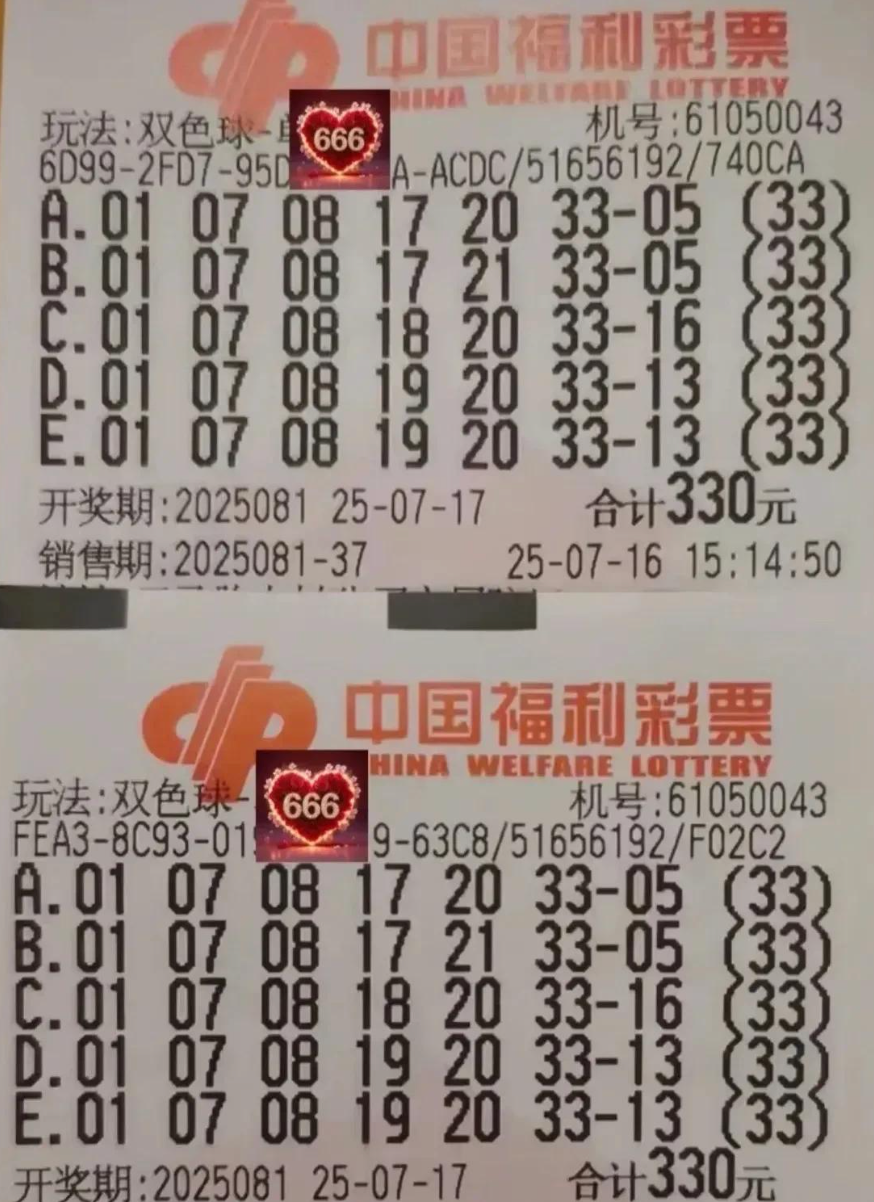 中国福利彩票
HINA WELFARE LOTTERY
玩法:双色球-
666
机号:61050043
6D99-2FD7-95D A-ACDC/51656192/740CA
A.01 07 08 17 20 33-05 (33)
B.01 07 08 17 21 33-05 (33)
C.01 07 08 18 20 33-16 (33)
D.01 07 08 19 20 33-13 (33)
E.01 07 08 19 20 33-13 (33)
开奖期:2025081 25-07-17 合计330元
销售期:2025081-37 25-07-16 15:14:50
中国福利彩票
HINA WELFARE LOTTERY
玩法:双色球-
666
机号:61050043
FEA3-8C93-01 9-63C8/51656192/F02C2
A.01 07 08 17 20 33-05 (33)
B.01 07 08 17 21 33-05 (33)
C.01 07 08 18 20 33-16 (33)
D.01 07 08 19 20 33-13 (33)
E.01 07 08 19 20 33-13 (33)
开奖期:2025081 25-07-17 合计330元